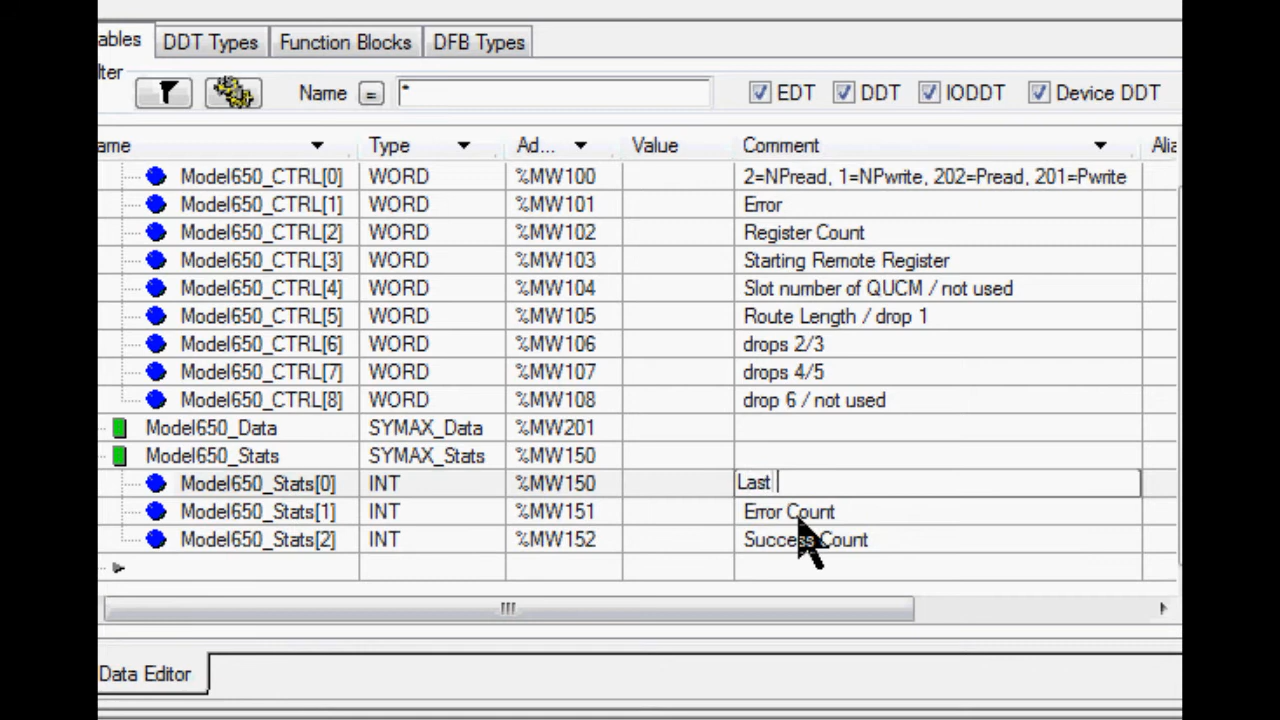 ables DDT Types Function Blocks DFB Types
lter Name = * EDT DDT IODDT Device DDT
ame Type Ad... Value Comment Alia
Model650_CTRL[0] WORD %MW100 2=NPread, 1=NPwrite, 202=Pread, 201=Pwrite
Model650_CTRL[1] WORD %MW101 Error
Model650_CTRL[2] WORD %MW102 Register Count
Model650_CTRL[3] WORD %MW103 Starting Remote Register
Model650_CTRL[4] WORD %MW104 Slot number of QUCM / not used
Model650_CTRL[5] WORD %MW105 Route Length / drop 1
Model650_CTRL[6] WORD %MW106 drops 2/3
Model650_CTRL[7] WORD %MW107 drops 4/5
Model650_CTRL[8] WORD %MW108 drop 6 / not used
Model650_Data SYMAX_Data %MW201
Model650_Stats SYMAX_Stats %MW150
Model650_Stats[0] INT %MW150 Last
Model650_Stats[1] INT %MW151 Error Count
Model650_Stats[2] INT %MW152 Success Count
Data Editor